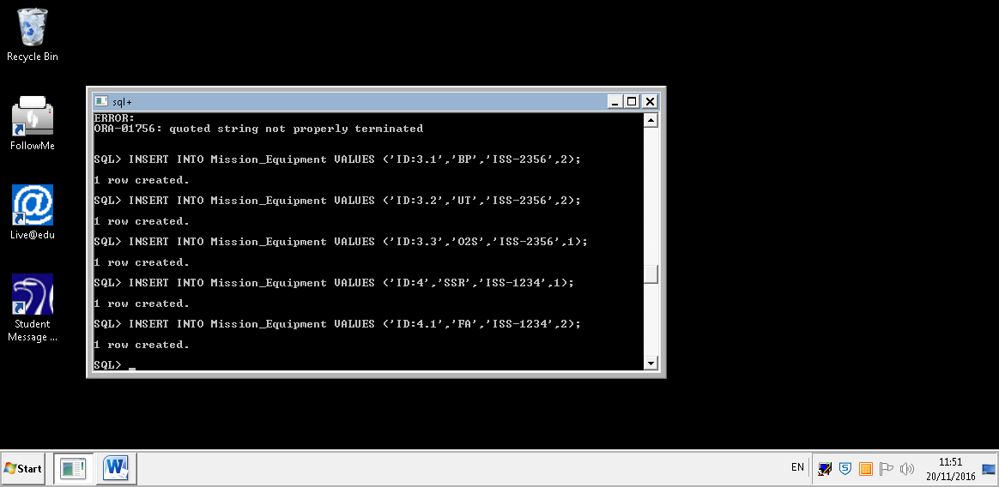 Recycle Bin
FollowMe
Live@edu
Student
Message ...
sql+
ERROR:
ORA-01756: quoted string not properly terminated
SQL> INSERT INTO Mission_Equipment VALUES ('ID:3.1','BP','ISS-2356',2);
1 row created.
SQL> INSERT INTO Mission_Equipment VALUES ('ID:3.2','UT','ISS-2356',2);
1 row created.
SQL> INSERT INTO Mission_Equipment VALUES ('ID:3.3','O2S','ISS-2356',1);
1 row created.
SQL> INSERT INTO Mission_Equipment VALUES ('ID:4','SSR','ISS-1234',1);
1 row created.
SQL> INSERT INTO Mission_Equipment VALUES ('ID:4.1','FA','ISS-1234',2);
1 row created.
SQL> _
Start
W
EN
S
11:51
20/11/2016